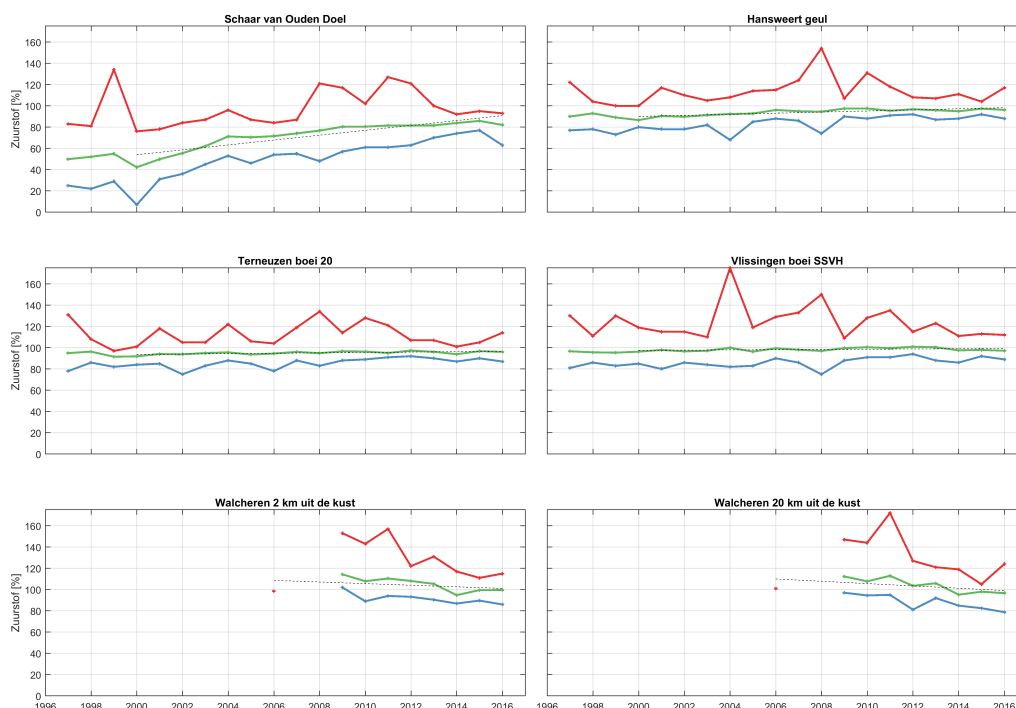 Schaar van Ouden Doel
Hansweert geul
Zuurstof [%]
160
140
120
100
80
60
40
20
0
Terneuzen boei 20
Vlissingen boei SSVH
Zuurstof [%]
160
140
120
100
80
60
40
20
0
Walcheren 2 km uit de kust
Walcheren 20 km uit de kust
Zuurstof [%]
160
140
120
100
80
60
40
20
0
1996 1998 2000 2002 2004 2006 2008 2010 2012 2014 2016
1996 1998 2000 2002 2004 2006 2008 2010 2012 2014 2016